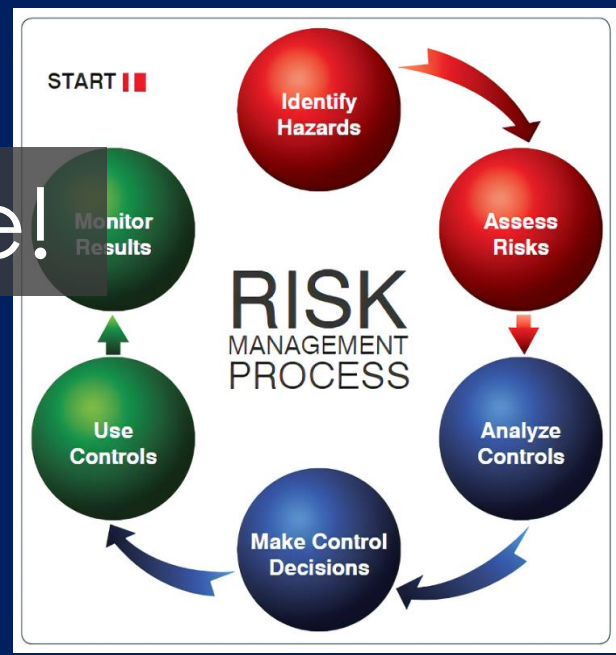 START
Identify
Hazards
Assess
Risks
Analyze
Controls
Make Control
Decisions
Use
Controls
Monitor
Results
e!
RISK
MANAGEMENT
PROCESS